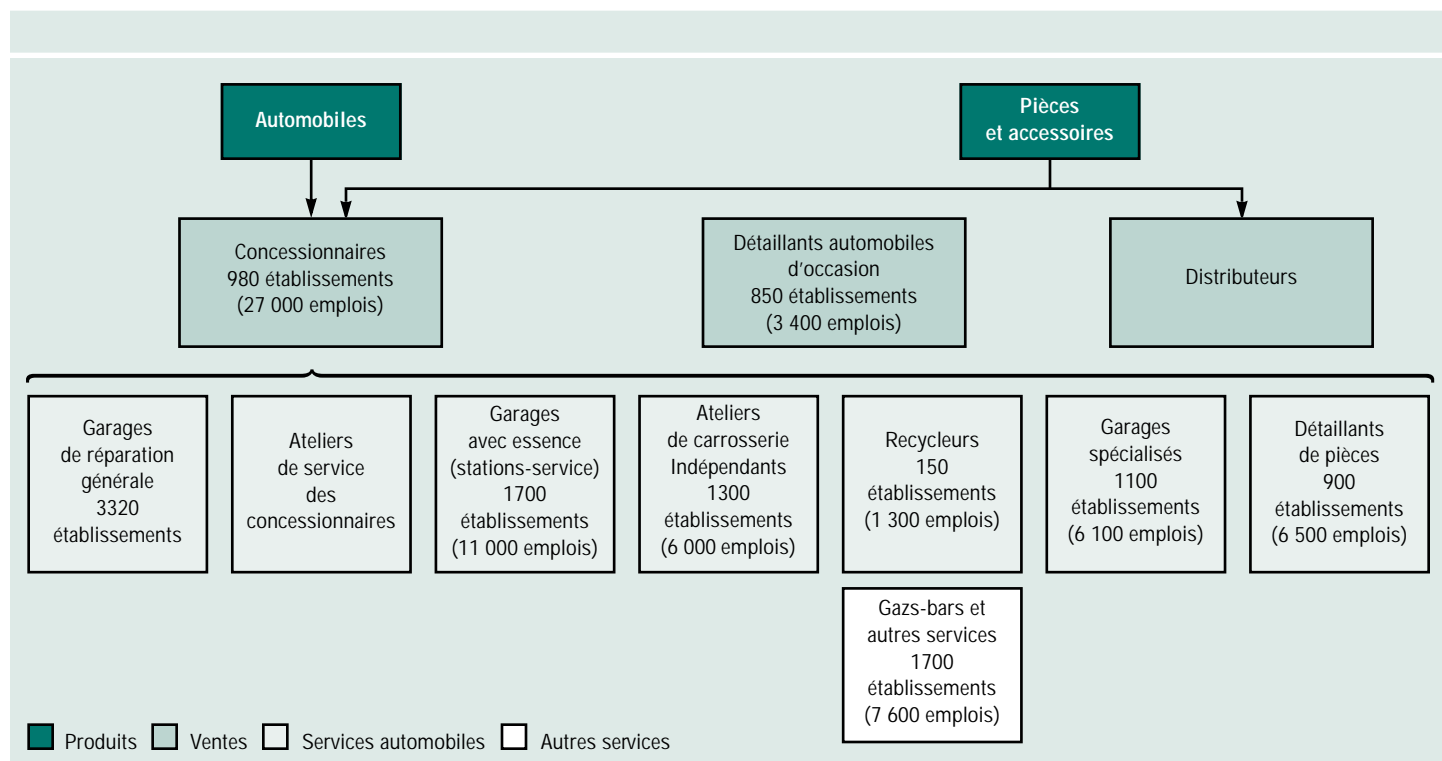 Automobiles
Pièces
et accessoires
Concessionnaires
980 établissements
(27 000 emplois)
Détaillants automobiles
d'occasion
850 établissements
(3 400 emplois)
Distributeurs
Garages
de réparation
générale
3320
établissements
Ateliers
de service
des
concessionnaires
Garages
avec essence
(stations-service)
1700
établissements
(11 000 emplois)
Ateliers
de carrosserie
Indépendants
1300
établissements
(6 000 emplois)
Recycleurs
150
établissements
(1 300 emplois)
Garages
spécialisés
1100
établissements
(6 100 emplois)
Détaillants
de pièces
900
établissements
(6 500 emplois)
Gazs-bars et
autres services
1700
établissements
(7 600 emplois)
Produits
Ventes
Services automobiles
Autres services